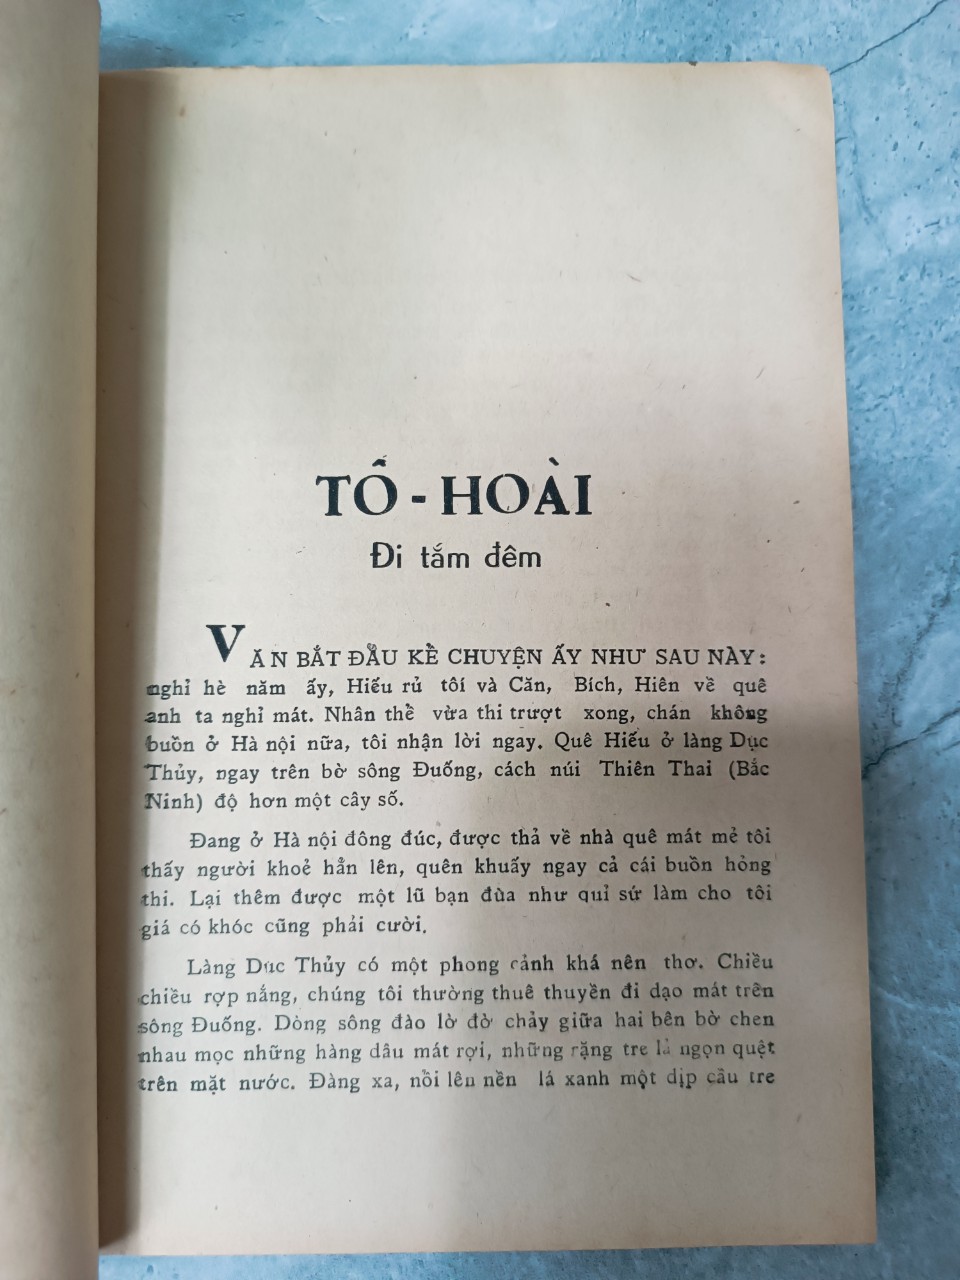 TÔ - HOÀI
Đi tắm đêm
VĂN BẮT ĐẦU KỂ CHUYỆN ẤY NHƯ SAU NÀY:
nghỉ hè năm ấy, Hiếu rủ tôi và Căn, Bích, Hiên về quê
anh ta nghỉ mát. Nhân thể vừa thi trượt xong, chán không
buồn ở Hà nội nữa, tôi nhận lời ngay. Quê Hiếu ở làng Dục
Thủy, ngay trên bờ sông Đuống, cách núi Thiên Thai (Bắc
Ninh) độ hơn một cây số.
Đang ở Hà nội đông đúc, được thả về nhà quê mát mẻ tôi
thấy người khoẻ hẳn lên, quên khuấy ngay cả cái buồn hỏng
thi. Lại thêm được một lũ bạn đùa như quỉ sứ làm cho tôi
giá có khóc cũng phải cười.
Làng Dục Thủy có một phong cảnh khá nên thơ. Chiều
chiều rợp nắng, chúng tôi thường thuê thuyền đi dạo mát trên
sông Đuống. Dòng sông đào lờ đờ chảy giữa hai bên bờ chen
nhau mọc những hàng dâu mát rợi, những rặng tre lả ngọn quệt
trên mặt nước. Đàng xa, nồi lên nền lá xanh một dịp cầu tre